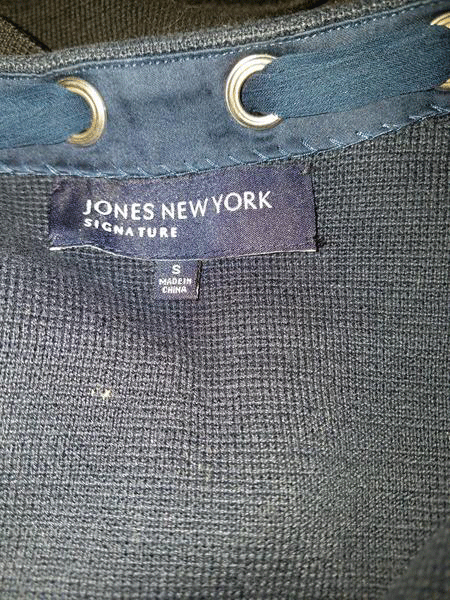 JONES NEW YORK
SIGNATURE
S
MADE IN
CHINA